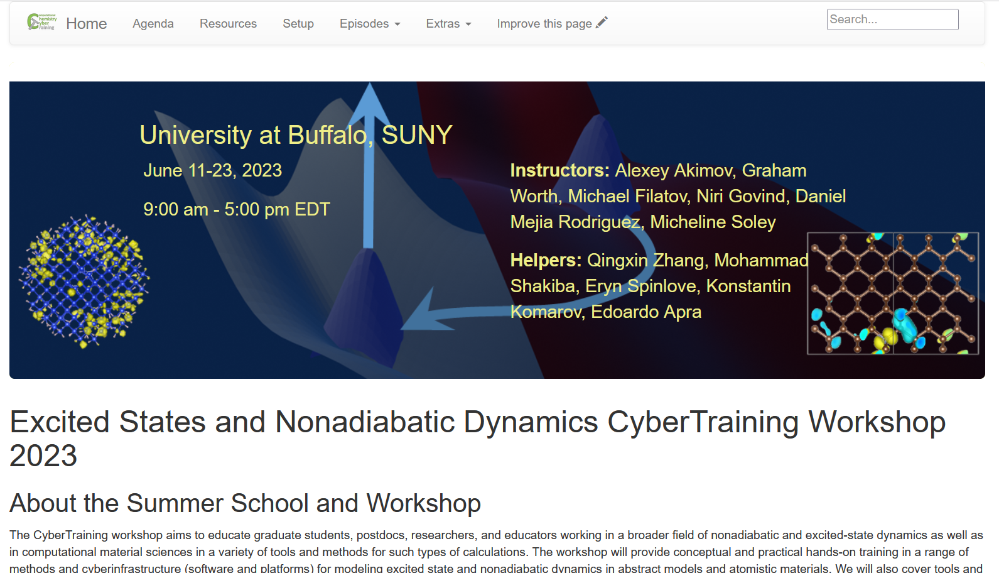 Computational
Chemistry
Cyber
Training
Home
Agenda
Resources
Setup
Episodes
Extras
Improve this page
Search...
University at Buffalo, SUNY
June 11-23, 2023
9:00 am - 5:00 pm EDT
Instructors: Alexey Akimov, Graham
Worth, Michael Filatov, Niri Govind, Daniel
Mejia Rodriguez, Micheline Soley
Helpers: Qingxin Zhang, Mohammad
Shakiba, Eryn Spinlove, Konstantin
Komarov, Edoardo Apra
Excited States and Nonadiabatic Dynamics CyberTraining Workshop
2023
About the Summer School and Workshop
The CyberTraining workshop aims to educate graduate students, postdocs, researchers, and educators working in a broader field of nonadiabatic and excited-state dynamics as well as
in computational material sciences in a variety of tools and methods for such types of calculations. The workshop will provide conceptual and practical hands-on training in a range of
methods and cyberinfrastructure (software and platforms) for modeling excited state and nonadiabatic dynamics in abstract models and atomistic materials. We will also cover tools and